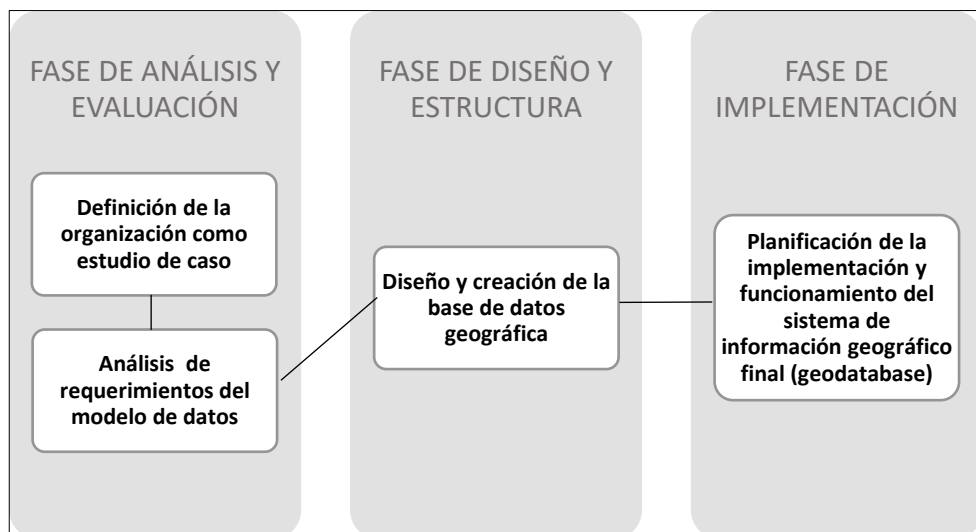 FASE DE ANÁLISIS Y
EVALUACIÓN
Definición de la
organización como
estudio de caso
Análisis de
requerimientos del
modelo de datos
FASE DE DISEÑO Y
ESTRUCTURA
Diseño y creación de la
base de datos
geográfica
FASE DE
IMPLEMENTACIÓN
Planificación de la
implementación y
funcionamiento del
sistema de
información geográfico
final (geodatabase)